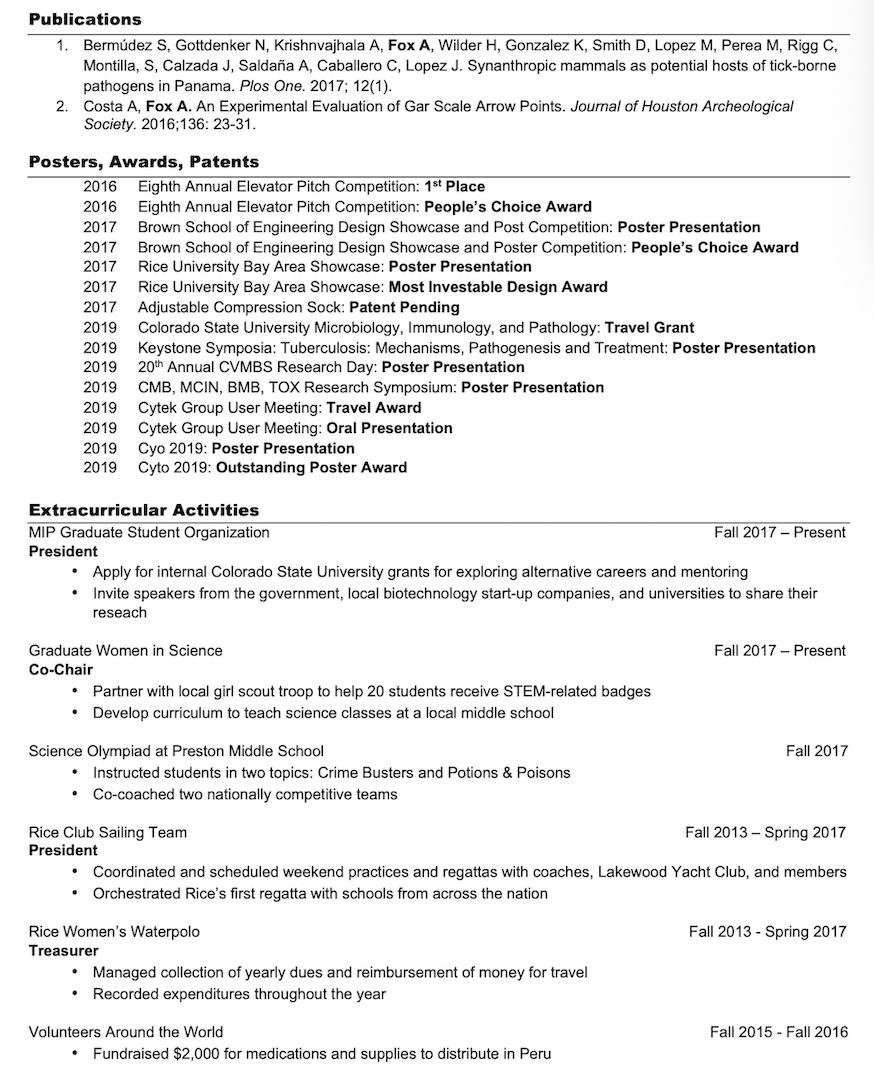 Publications
1. Bermúdez S, Gottdenker N, Krishnvajhala A, Fox A, Wilder H, Gonzalez K, Smith D, Lopez M, Perea M, Rigg C,
Montilla, S, Calzada J, Saldaña A, Caballero C, Lopez J. Synanthropic mammals as potential hosts of tick-borne
pathogens in Panama. Plos One. 2017; 12(1).
2. Costa A, Fox A. An Experimental Evaluation of Gar Scale Arrow Points. Journal of Houston Archeological
Society. 2016;136: 23-31.
Posters, Awards, Patents
2016 Eighth Annual Elevator Pitch Competition: 1st Place
2016 Eighth Annual Elevator Pitch Competition: People's Choice Award
2017 Brown School of Engineering Design Showcase and Post Competition: Poster Presentation
2017 Brown School of Engineering Design Showcase and Poster Competition: People's Choice Award
2017 Rice University Bay Area Showcase: Poster Presentation
2017 Rice University Bay Area Showcase: Most Investable Design Award
2017 Adjustable Compression Sock: Patent Pending
2019 Colorado State University Microbiology, Immunology, and Pathology: Travel Grant
2019 Keystone Symposia: Tuberculosis: Mechanisms, Pathogenesis and Treatment: Poster Presentation
2019 20th Annual CVMBS Research Day: Poster Presentation
2019 CMB, MCIN, BMB, TOX Research Symposium: Poster Presentation
2019 Cytek Group User Meeting: Travel Award
2019 Cytek Group User Meeting: Oral Presentation
2019 Cyo 2019: Poster Presentation
2019 Cyto 2019: Outstanding Poster Award
Extracurricular Activities
MIP Graduate Student Organization Fall 2017 – Present
President
• Apply for internal Colorado State University grants for exploring alternative careers and mentoring
• Invite speakers from the government, local biotechnology start-up companies, and universities to share their
reseach
Graduate Women in Science Fall 2017 – Present
Co-Chair
• Partner with local girl scout troop to help 20 students receive STEM-related badges
• Develop curriculum to teach science classes at a local middle school
Science Olympiad at Preston Middle School Fall 2017
• Instructed students in two topics: Crime Busters and Potions & Poisons
• Co-coached two nationally competitive teams
Rice Club Sailing Team Fall 2013 – Spring 2017
President
• Coordinated and scheduled weekend practices and regattas with coaches, Lakewood Yacht Club, and members
• Orchestrated Rice's first regatta with schools from across the nation
Rice Women's Waterpolo Fall 2013 - Spring 2017
Treasurer
• Managed collection of yearly dues and reimbursement of money for travel
• Recorded expenditures throughout the year
Volunteers Around the World Fall 2015 - Fall 2016
• Fundraised $2,000 for medications and supplies to distribute in Peru